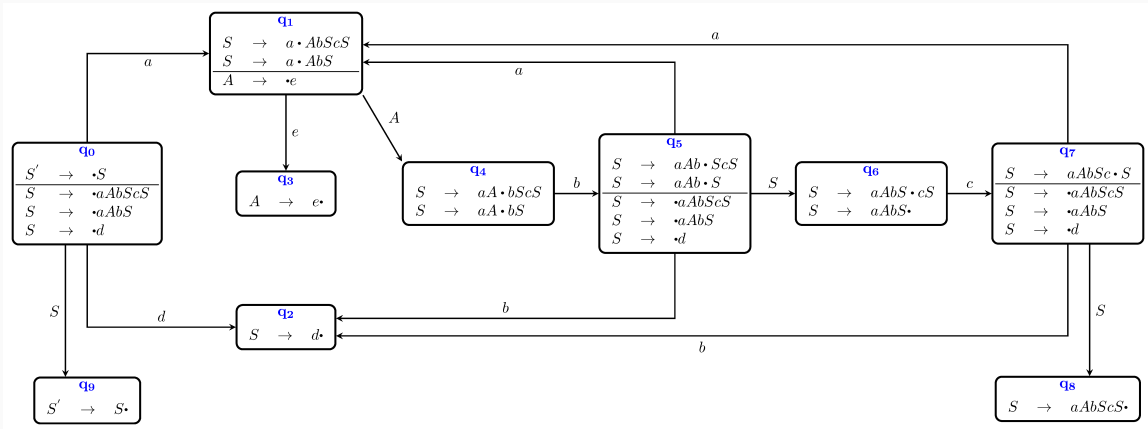 q1
S → a • AbScS
S → a • AbS
A → •e
a
a
a
q0
S' → •S
S → •aAbScS
S → •aAbS
S → •d
e
A
q3
A → e•
q4
S → aA • bScS
S → aA • bS
b
q5
S → aAb • ScS
S → aAb • S
S → •aAbScS
S → •aAbS
S → •d
S
q6
S → aAbS • cS
S → aAbS•
c
q7
S → aAbSc • S
S → •aAbScS
S → •aAbS
S → •d
S
d
q2
S → d•
b
b
S
q9
S' → S•
q8
S → aAbScS•